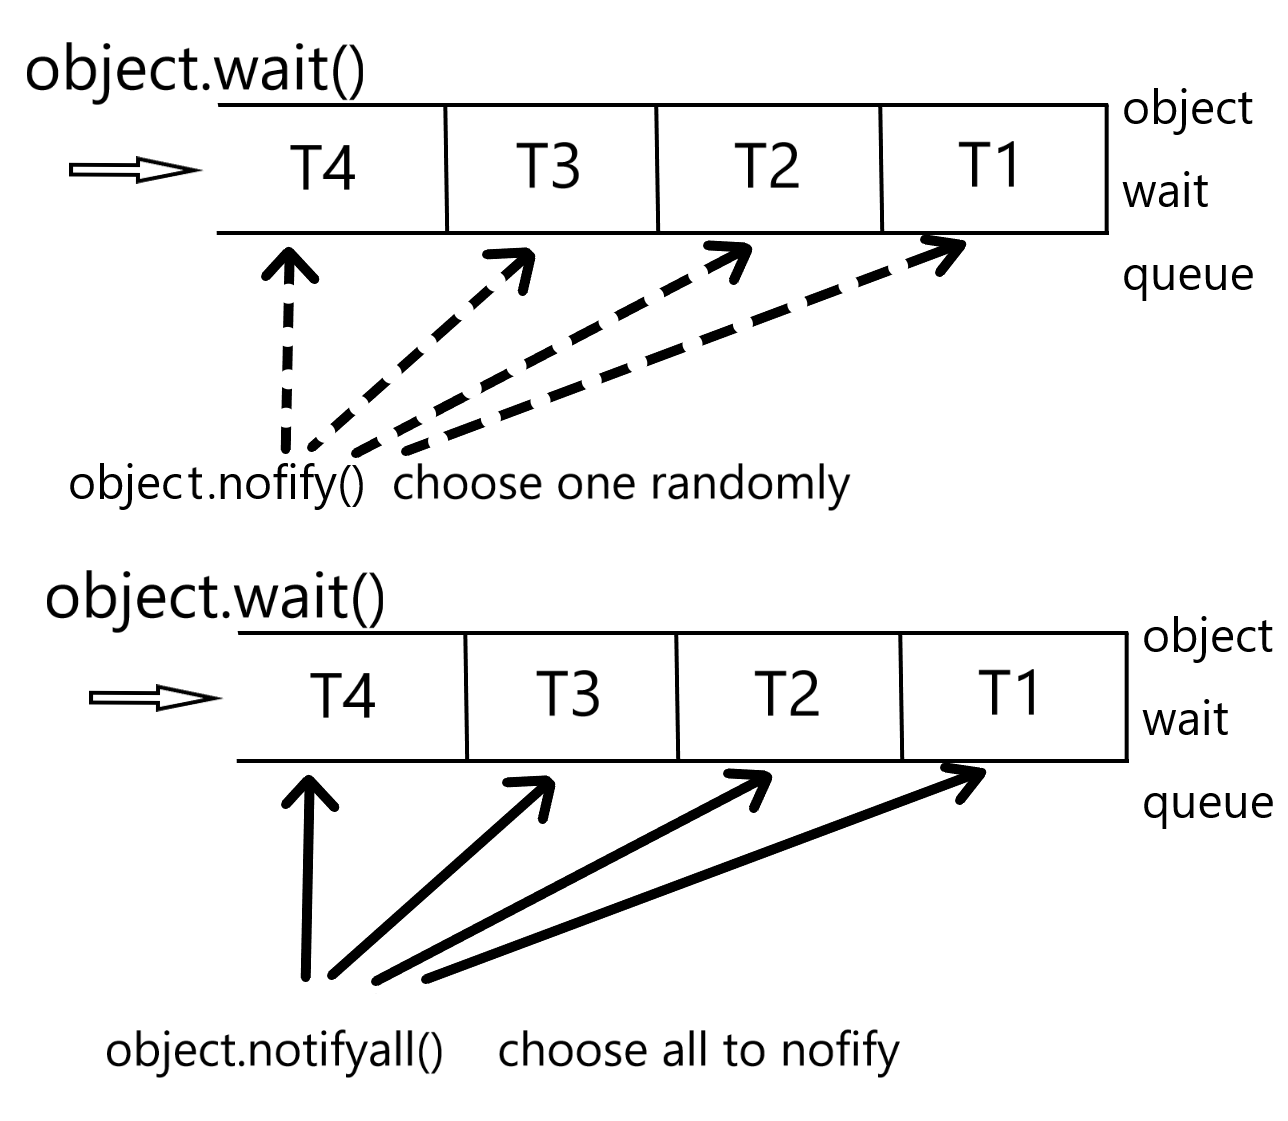 object.wait()
T4 T3 T2 T1
object
wait
queue
object.nofify() choose one randomly
object.wait()
T4 T3 T2 T1
object
wait
queue
object.notifyall() choose all to nofify